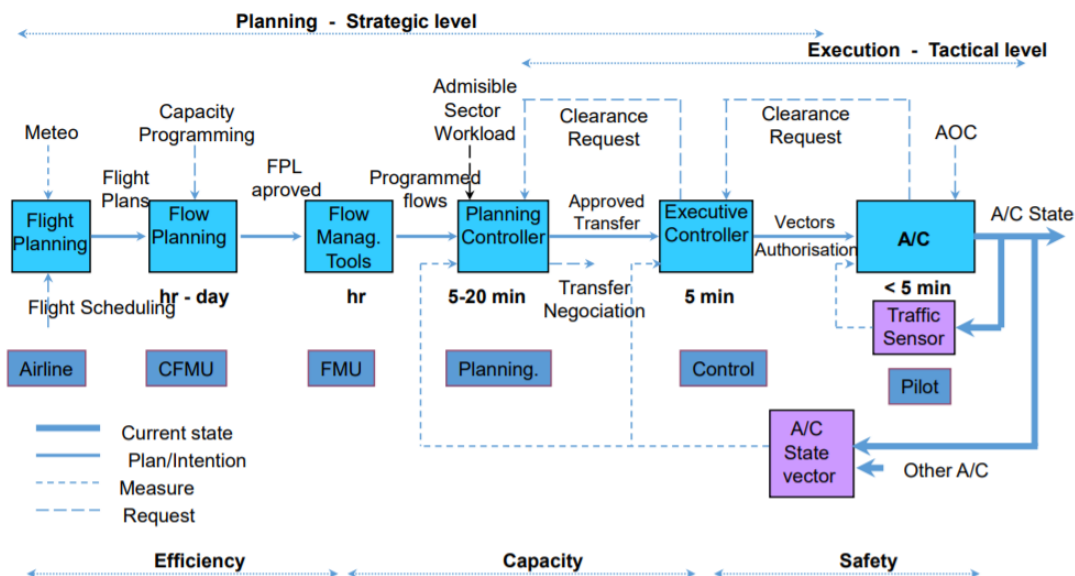 Planning - Strategic level
Execution - Tactical level
Meteo
Capacity
Programming
Admisible
Sector
Workload
Clearance
Request
Clearance
Request
AOC
Flight
Plans
FPL
aproved
Programmed
flows
Approved
Transfer
Vectors
Authorisation
A/C State
Flight
Planning
Flow
Planning
Flow
Manag.
Tools
Planning
Controller
Executive
Controller
A/C
Flight Scheduling
hr - day
hr
5-20 min
Transfer
Negociation
5 min
< 5 min
Traffic
Sensor
Airline
CFMU
FMU
Planning.
Control
Pilot
Current state
Plan/Intention
Measure
Request
A/C
State
vector
Other A/C
Efficiency
Capacity
Safety